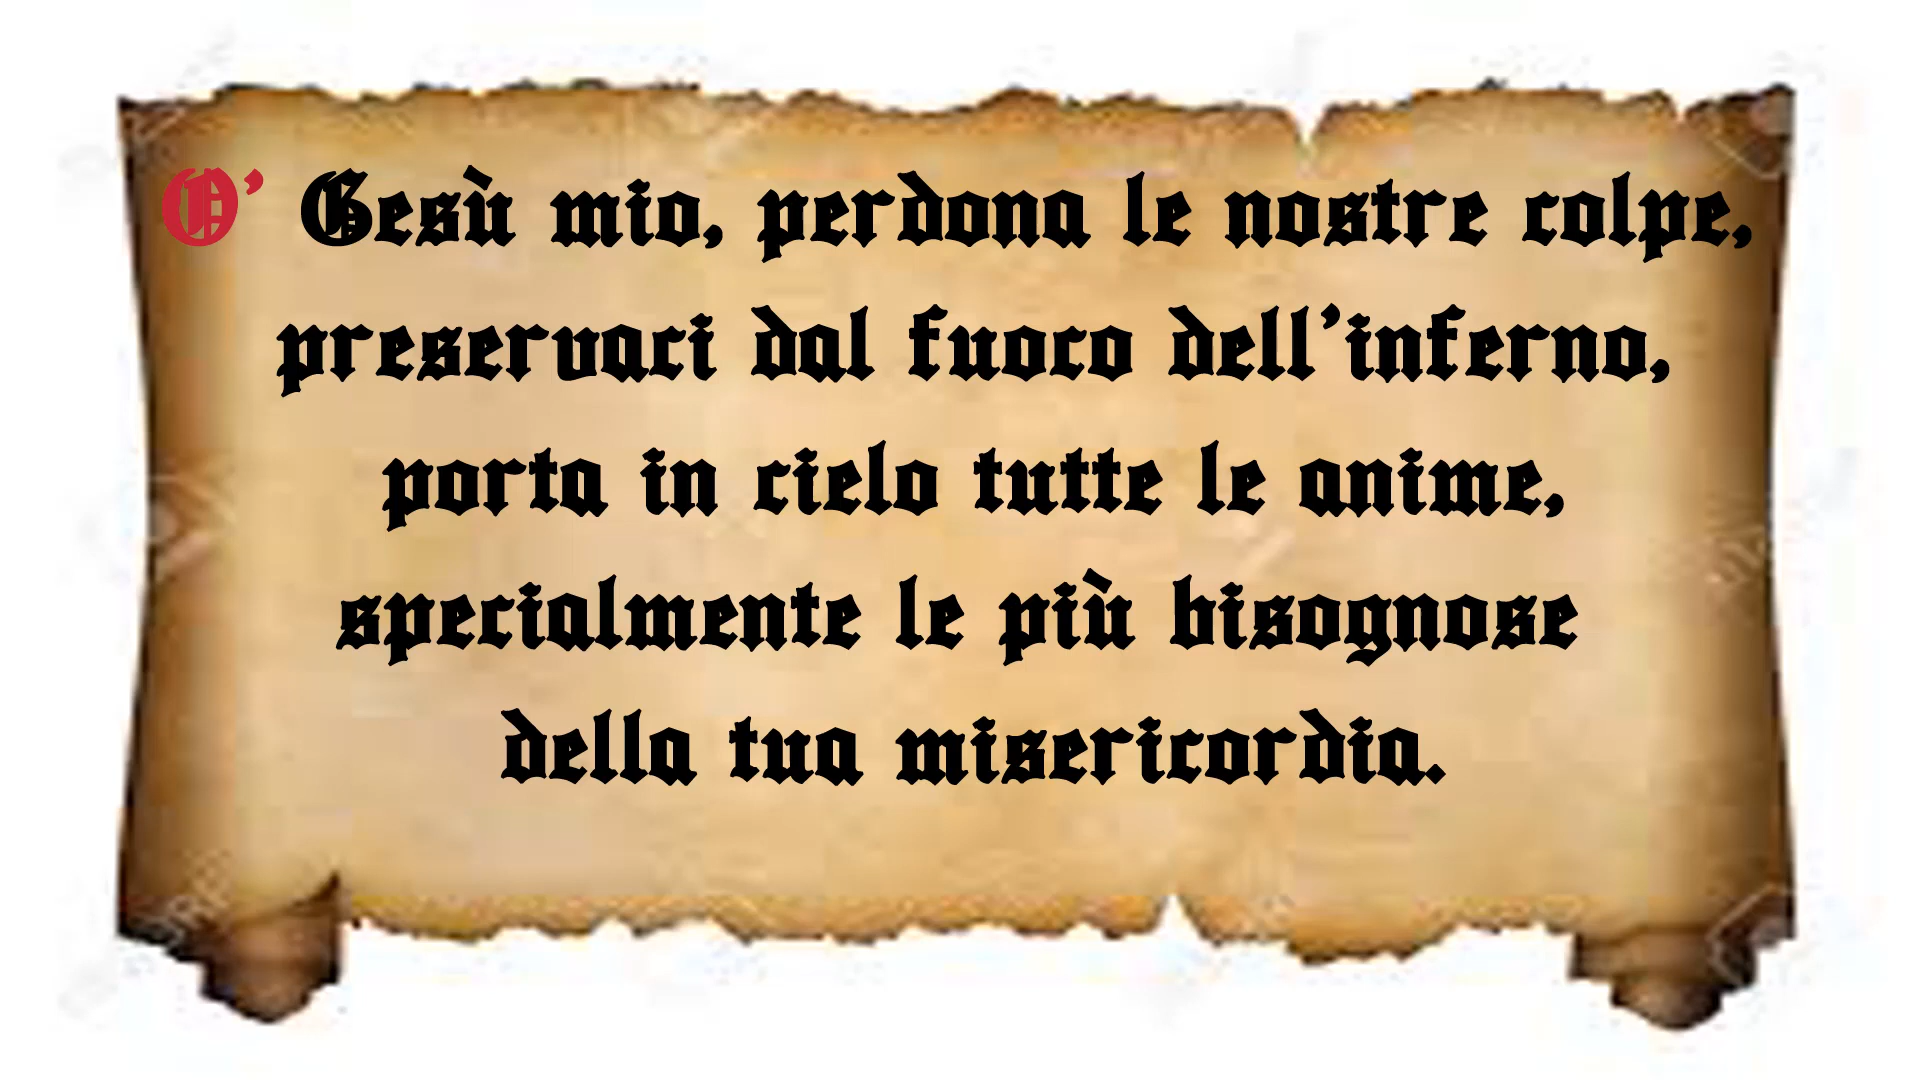 O' Gesù mio, perdona le nostre colpe,
preservaci dal fuoco dell'inferno,
porta in cielo tutte le anime,
specialmente le più bisognose
della tua misericordia.